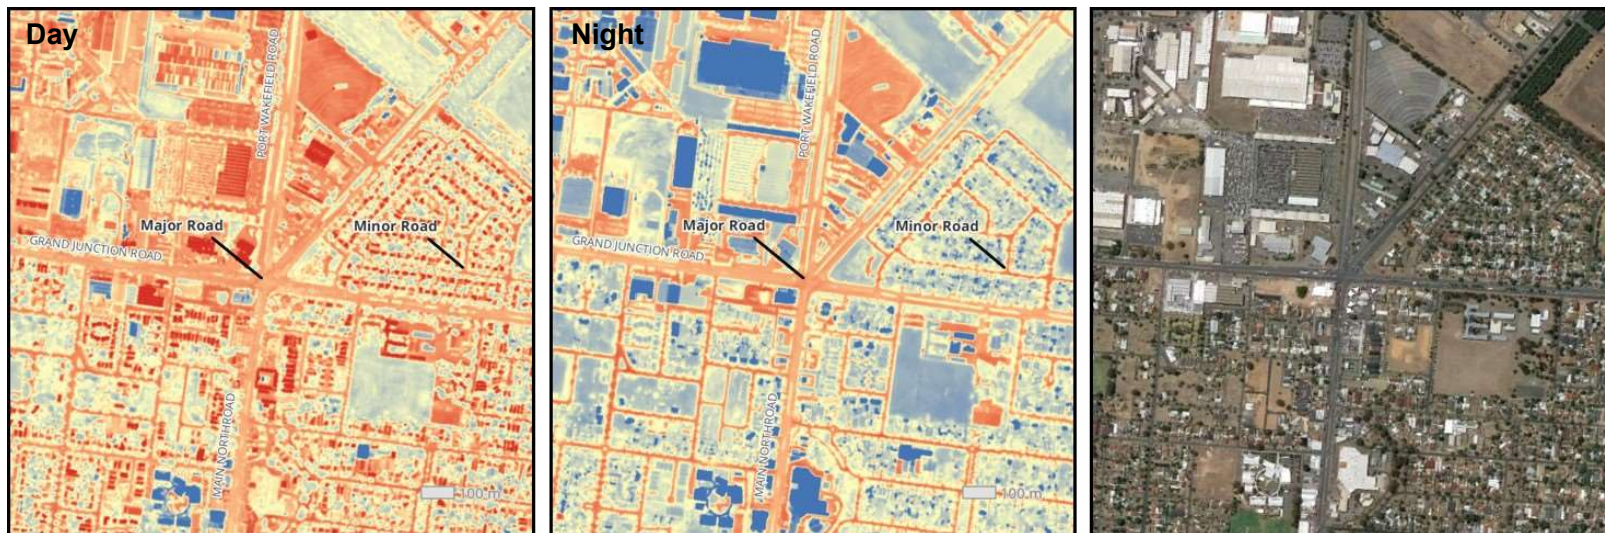 Day
PORT WAKEFIELD ROAD
Major Road
Minor Road
GRAND JUNCTION ROAD
MAIN NORTH ROAD
100 m
Night
PORT WAKEFIELD ROAD
Major Road
Minor Road
GRAND JUNCTION ROAD
MAIN NORTH ROAD
100 m